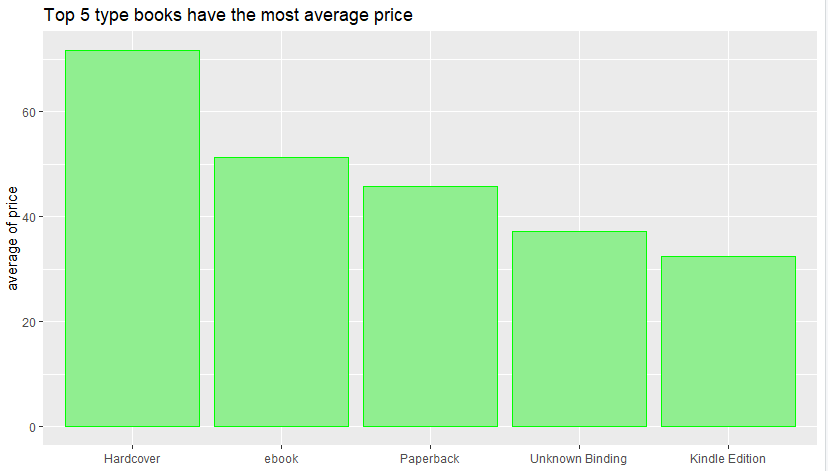 Top 5 type books have the most average price
average of price
60
40
20
0
Hardcover ebook Paperback Unknown Binding Kindle Edition